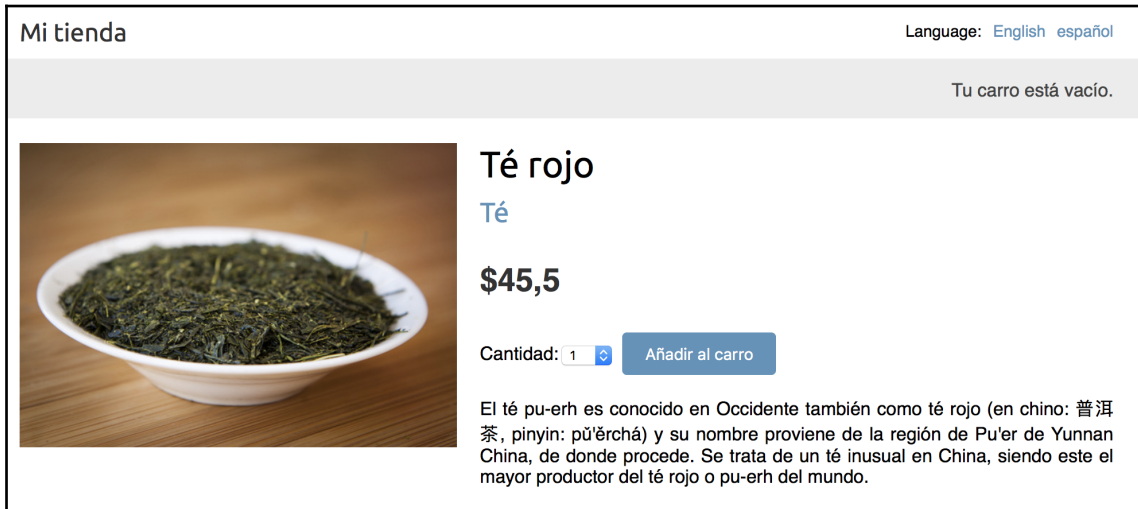 Mi tienda
Language: English español
Tu carro está vacío.
Té rojo
Té
$45,5
Cantidad: 1 Añadir al carro
El té pu-erh es conocido en Occidente también como té rojo (en chino: 普洱
茶, pinyin: pǔ'ěrchá) y su nombre proviene de la región de Pu'er de Yunnan
China, de donde procede. Se trata de un té inusual en China, siendo este el
mayor productor del té rojo o pu-erh del mundo.